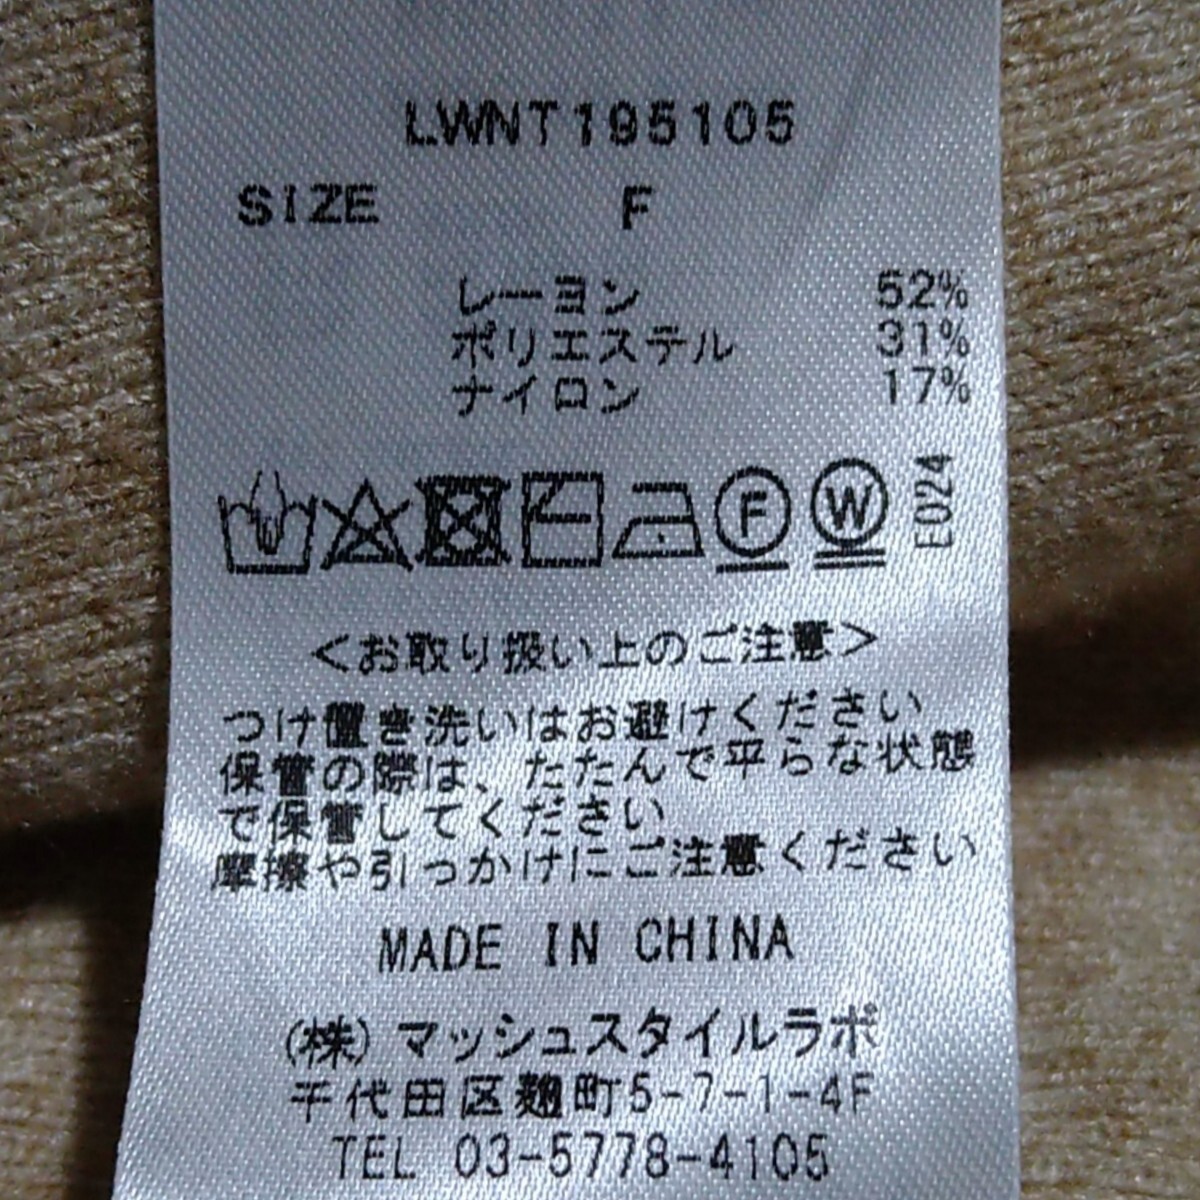 LWNT195105
SIZE F
レーヨン 52%
ポリエステル 31%
ナイロン 17%
F W E024
<お取り扱い上のご注意>
つけ置き洗いはお避けください
保管の際は、たたんで平らな状態
で保管してください
摩擦や引っかけにご注意ください
MADE IN CHINA
(株)マッシュスタイルラボ
千代田区麹町5-7-1-4F
TEL 03-5778-4105